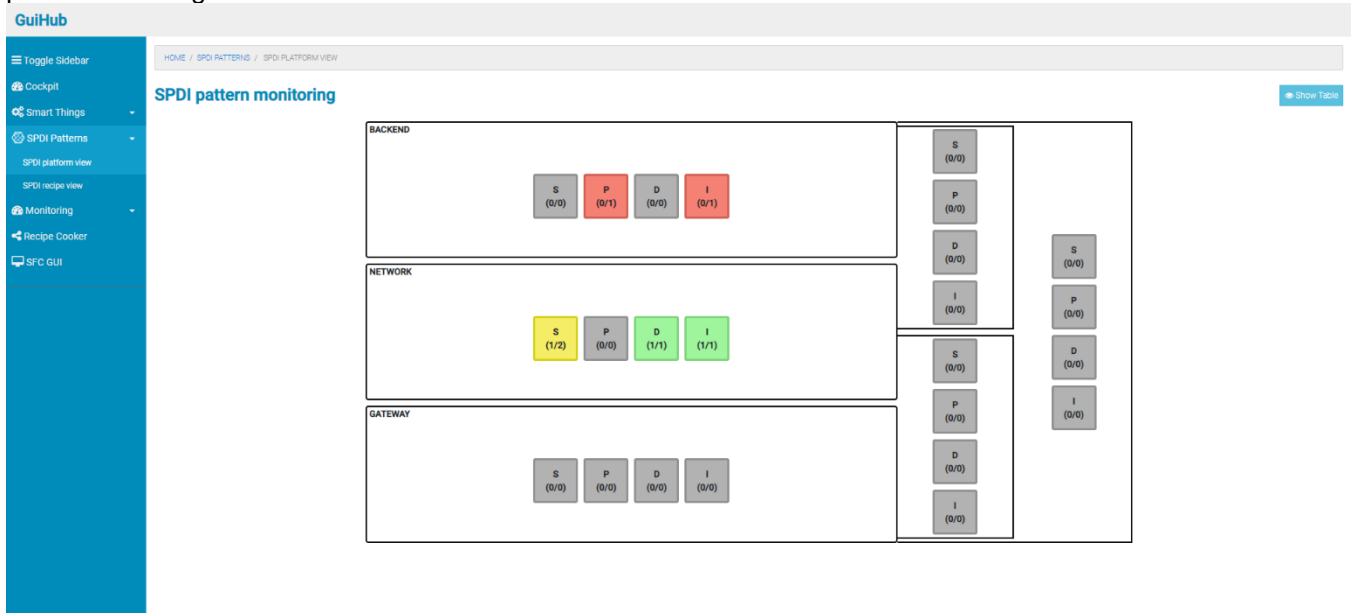 GuiHub
Toggle Sidebar
Cockpit
Smart Things
SPDI Patterns
SPDI platform view
SPDI recipe view
Monitoring
Recipe Cooker
SFC GUI
HOME / SPDI PATTERNS / SPDI PLATFORM VIEW
SPDI pattern monitoring
Show Table
BACKEND
S P D I
(0/0) (0/1) (0/0) (0/1)
NETWORK
S P D I
(1/2) (0/0) (1/1) (1/1)
GATEWAY
S P D I
(0/0) (0/0) (0/0) (0/0)
S
(0/0)
P
(0/0)
D
(0/0)
I
(0/0)
S
(0/0)
P
(0/0)
D
(0/0)
I
(0/0)
S
(0/0)
P
(0/0)
D
(0/0)
I
(0/0)